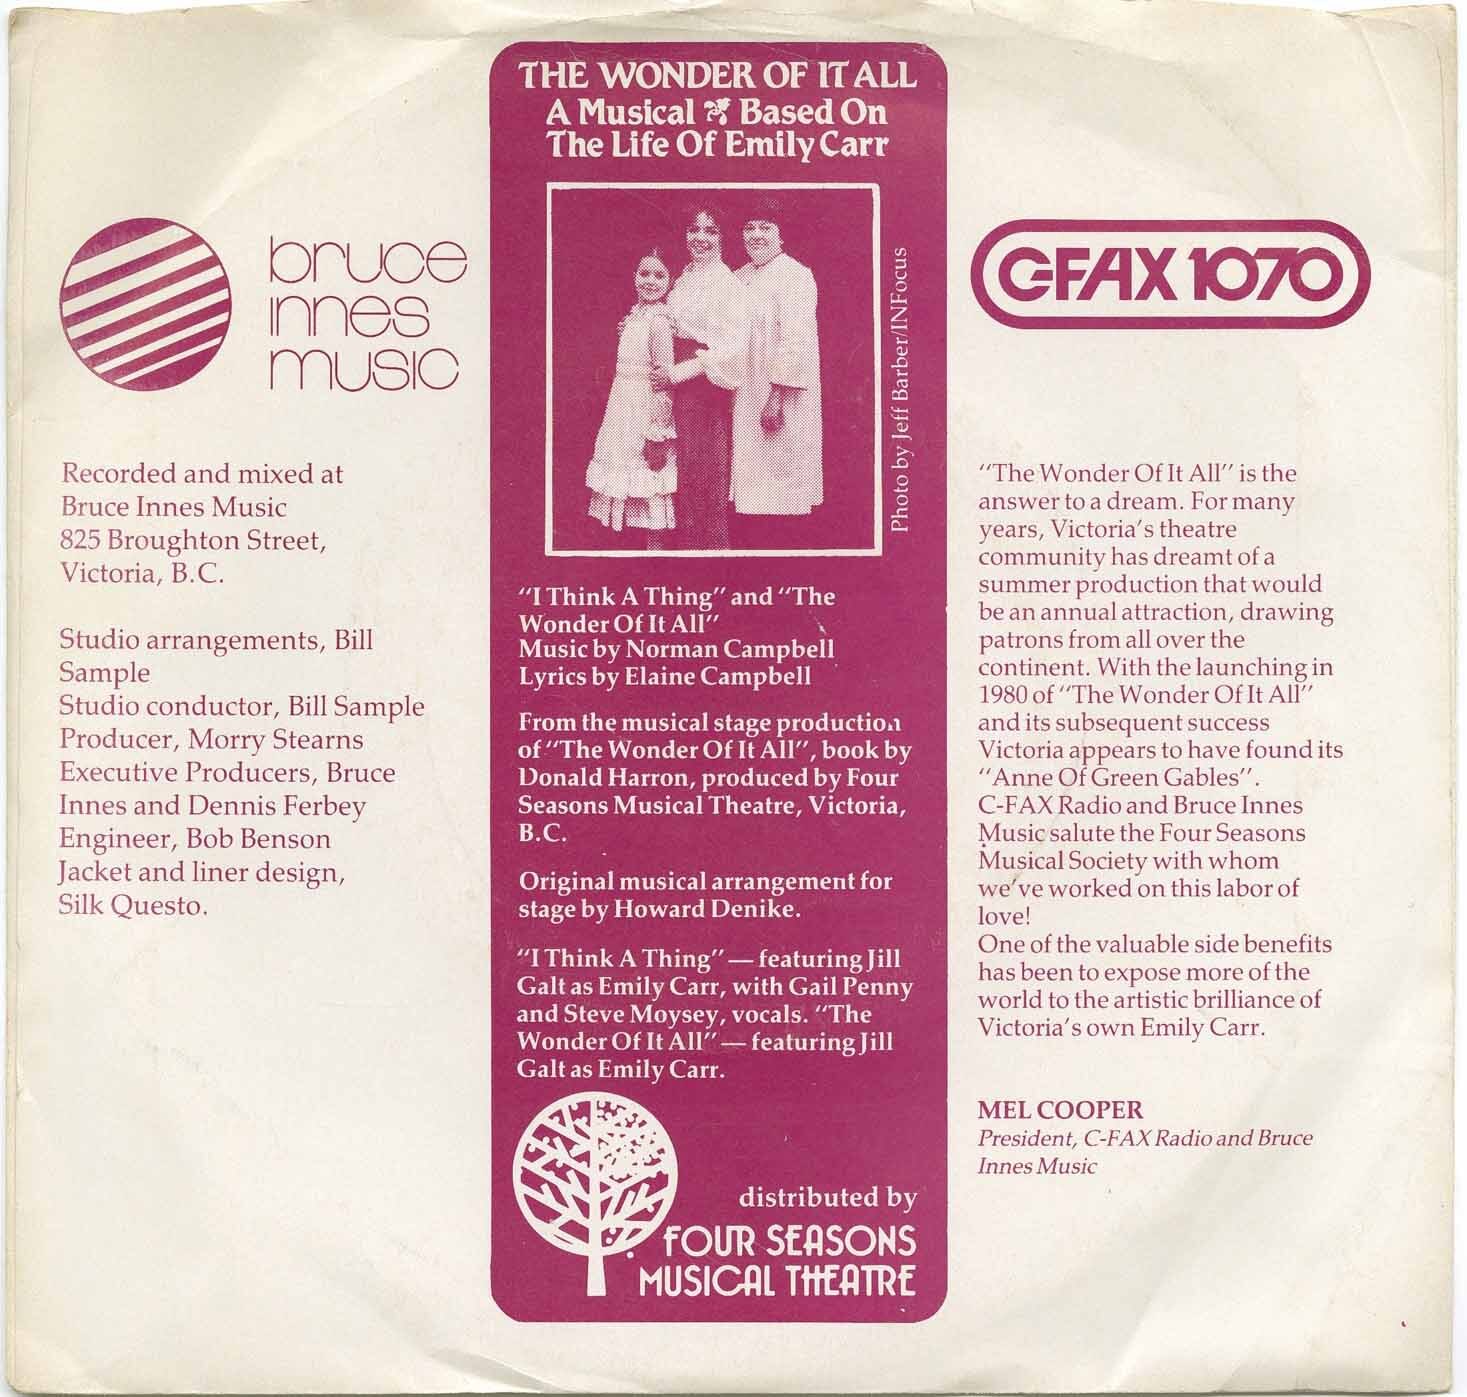 THE WONDER OF IT ALL
A Musical Based On
The Life Of Emily Carr
bruce
innes
music
Recorded and mixed at
Bruce Innes Music
825 Broughton Street,
Victoria, B.C.
Studio arrangements, Bill
Sample
Studio conductor, Bill Sample
Producer, Morry Stearns
Executive Producers, Bruce
Innes and Dennis Ferbey
Engineer, Bob Benson
Jacket and liner design,
Silk Questo.
Photo by Jeff Barber/INFocus
"I Think A Thing" and "The
Wonder Of It All"
Music by Norman Campbell
Lyrics by Elaine Campbell
From the musical stage production
of "The Wonder Of It All", book by
Donald Harron, produced by Four
Seasons Musical Theatre, Victoria,
B.C.
Original musical arrangement for
stage by Howard Denike.
"I Think A Thing" — featuring Jill
Galt as Emily Carr, with Gail Penny
and Steve Moysey, vocals. "The
Wonder Of It All" — featuring Jill
Galt as Emily Carr.
distributed by
FOUR SEASONS
MUSICAL THEATRE
C-FAX 1070
"The Wonder Of It All" is the
answer to a dream. For many
years, Victoria's theatre
community has dreamt of a
summer production that would
be an annual attraction, drawing
patrons from all over the
continent. With the launching in
1980 of "The Wonder Of It All"
and its subsequent success
Victoria appears to have found its
"Anne Of Green Gables".
C-FAX Radio and Bruce Innes
Music salute the Four Seasons
Musical Society with whom
we've worked on this labor of
love!
One of the valuable side benefits
has been to expose more of the
world to the artistic brilliance of
Victoria's own Emily Carr.
MEL COOPER
President, C-FAX Radio and Bruce
Innes Music